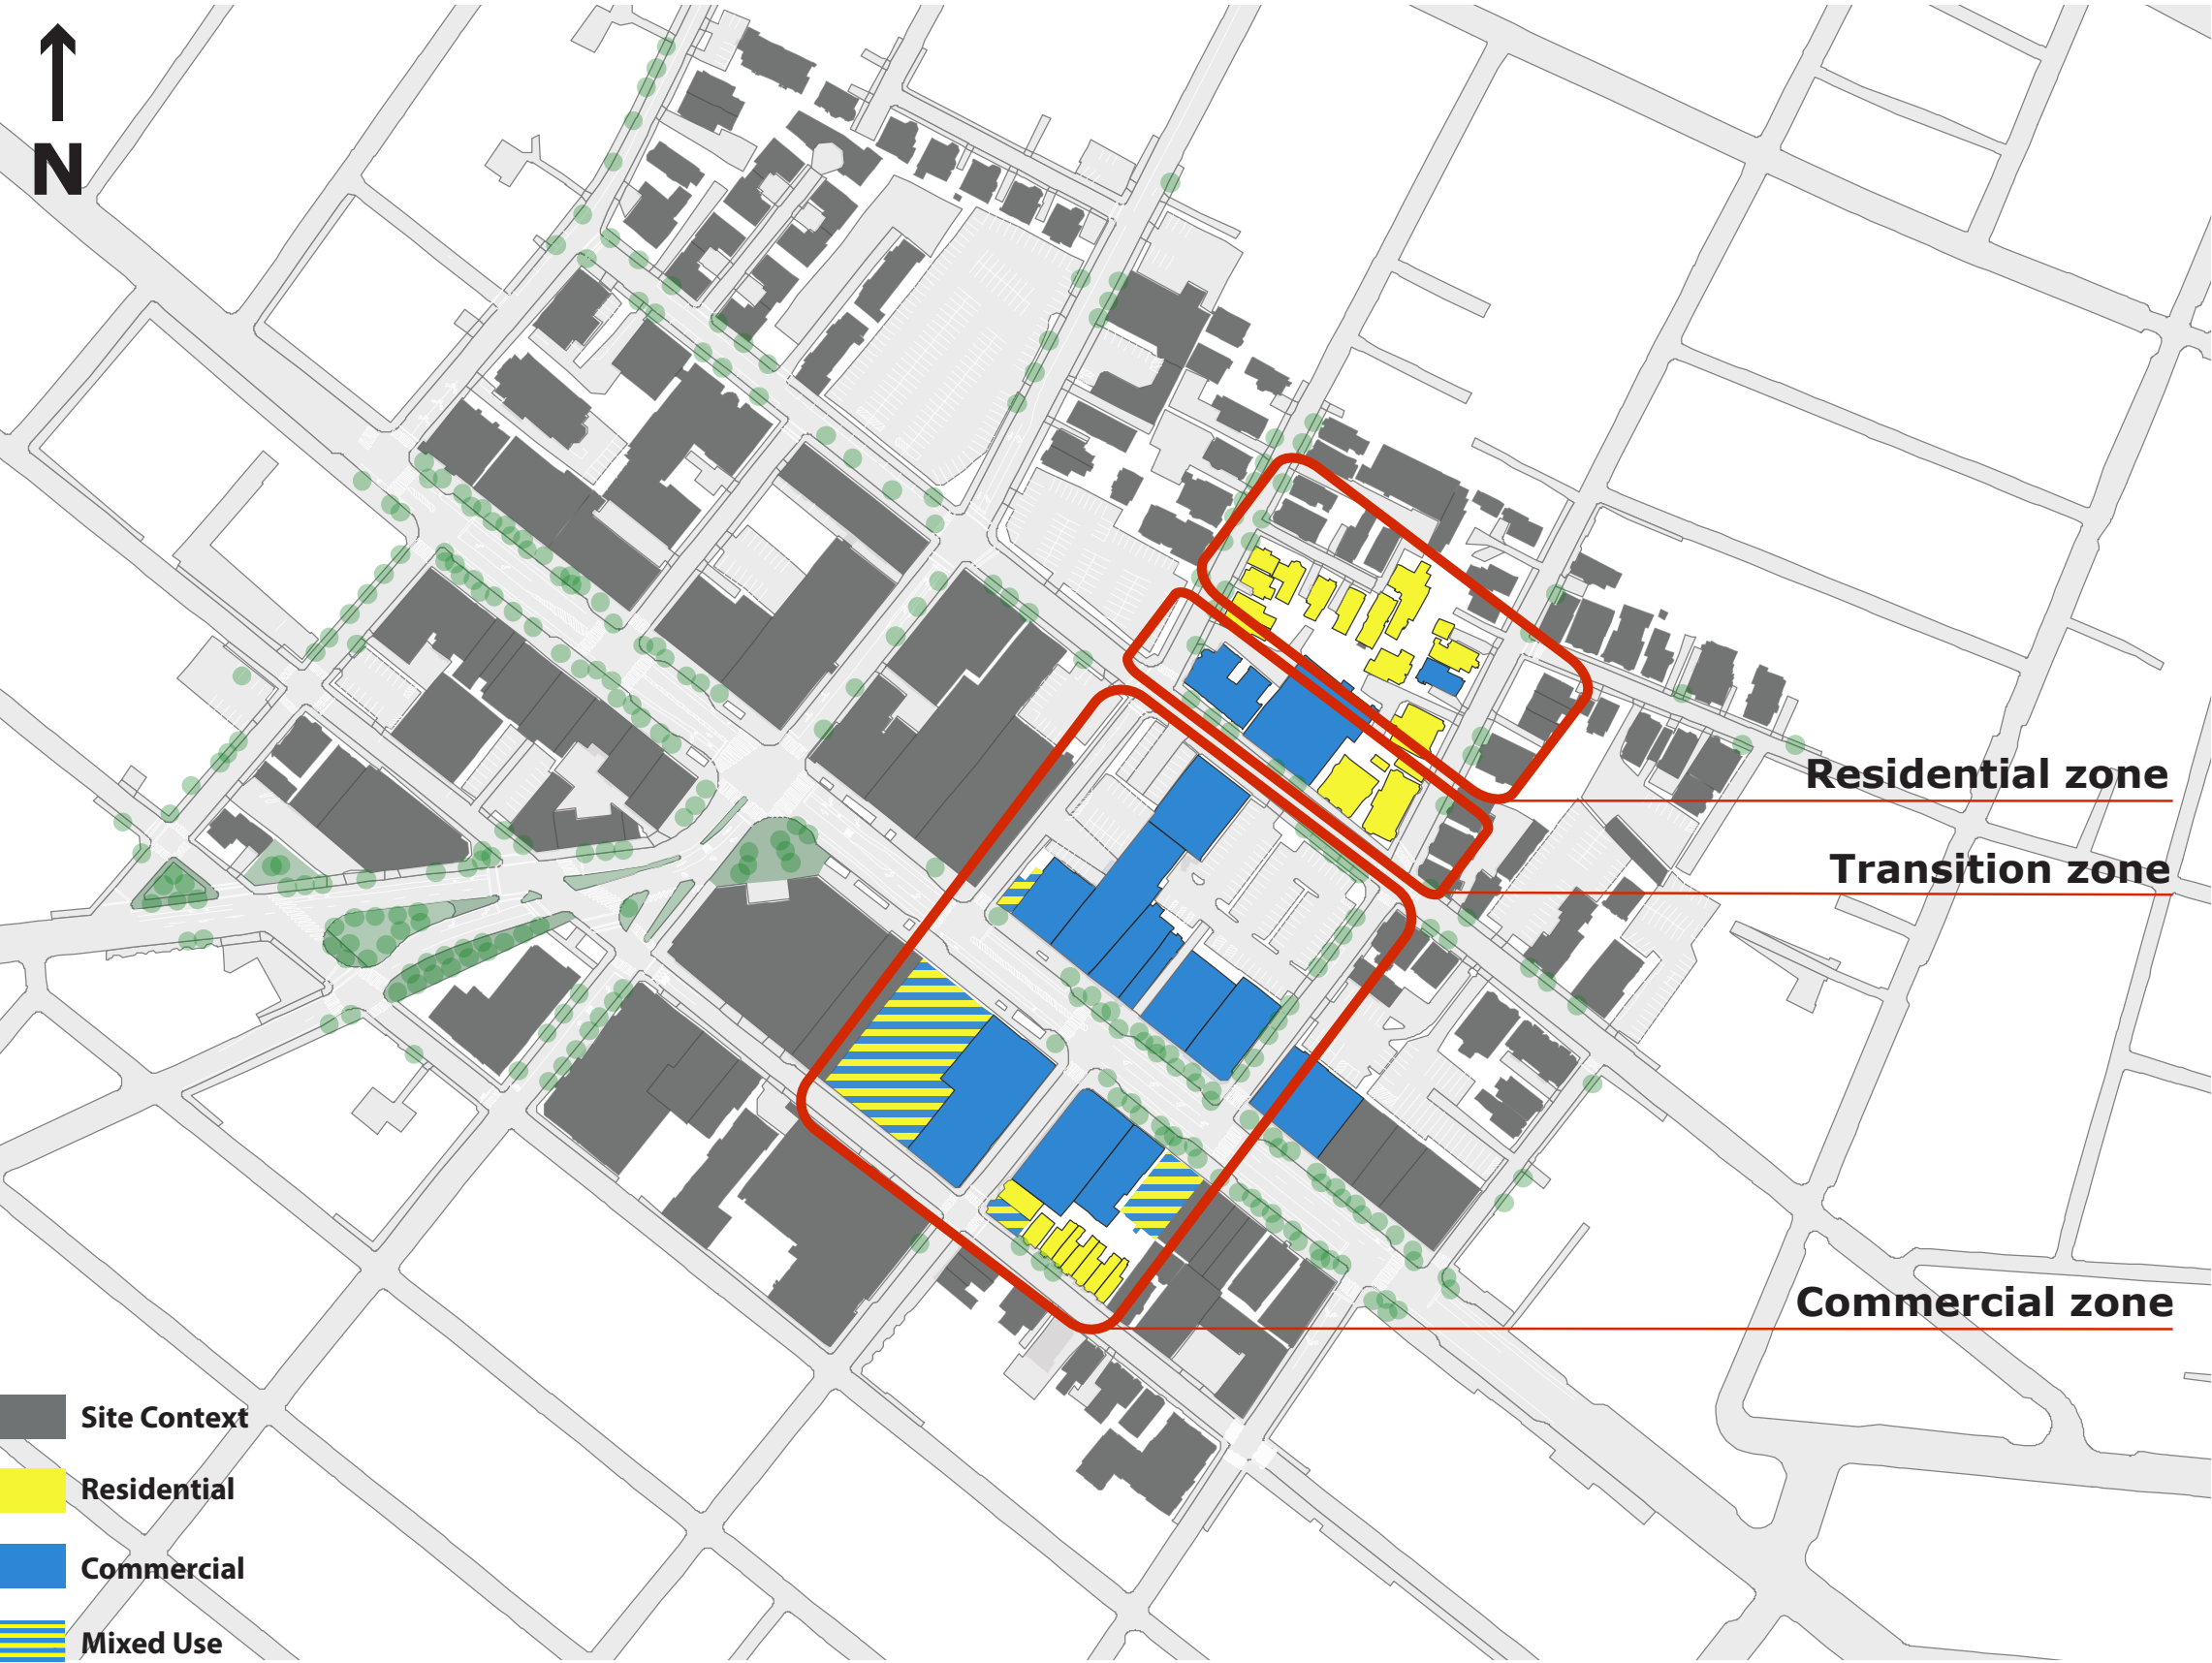 N
Residential zone
Transition zone
Commercial zone
Site Context
Residential
Commercial
Mixed Use